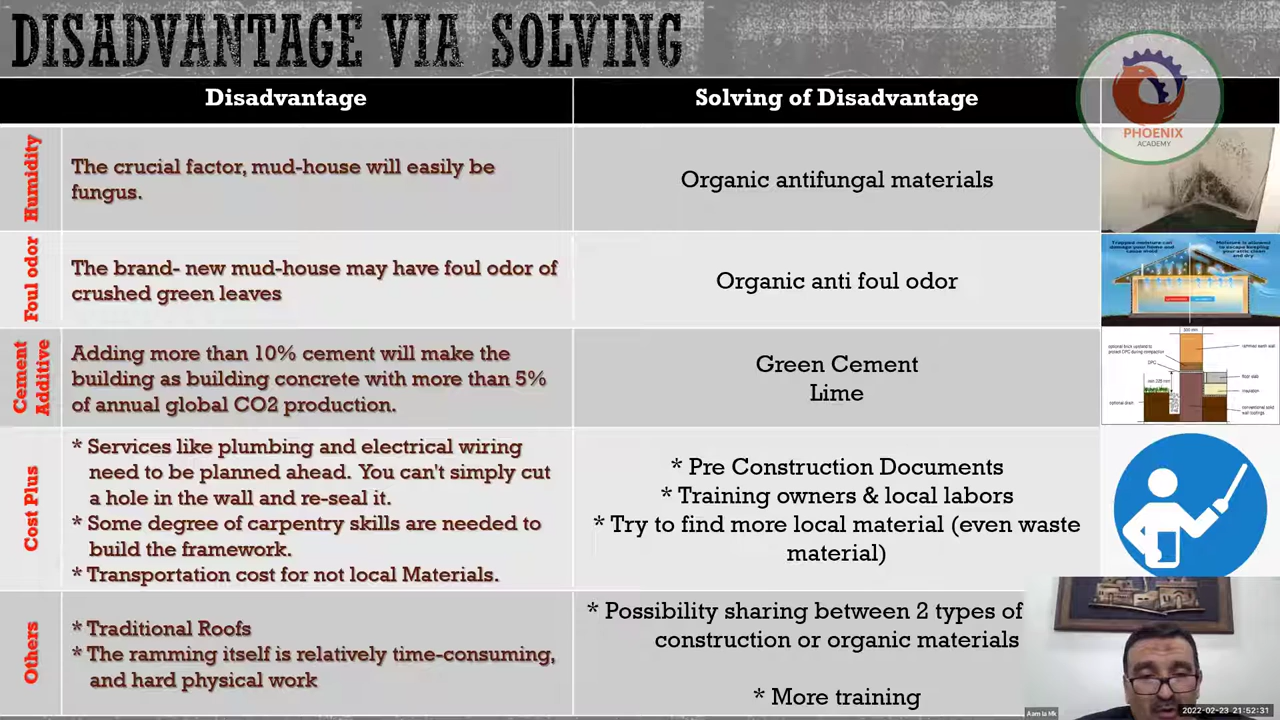 DISADVANTAGE VIA SOLVING
Disadvantage
Solving of Disadvantage
PHOENIX
ACADEMY
Humidity
The crucial factor, mud-house will easily be
fungus.
Organic antifungal materials
Foul odor
The brand- new mud-house may have foul odor of
crushed green leaves
Organic anti foul odor
Cement
Additive
Adding more than 10% cement will make the
building as building concrete with more than 5%
of annual global CO2 production.
Green Cement
Lime
Cost Plus
* Services like plumbing and electrical wiring
need to be planned ahead. You can't simply cut
a hole in the wall and re-seal it.
* Some degree of carpentry skills are needed to
build the framework.
* Transportation cost for not local Materials.
* Pre Construction Documents
* Training owners & local labors
* Try to find more local material (even waste
material)
Others
* Traditional Roofs
* The ramming itself is relatively time-consuming,
and hard physical work
* Possibility sharing between 2 types of
construction or organic materials
* More training
2022-02-23 21:52:31